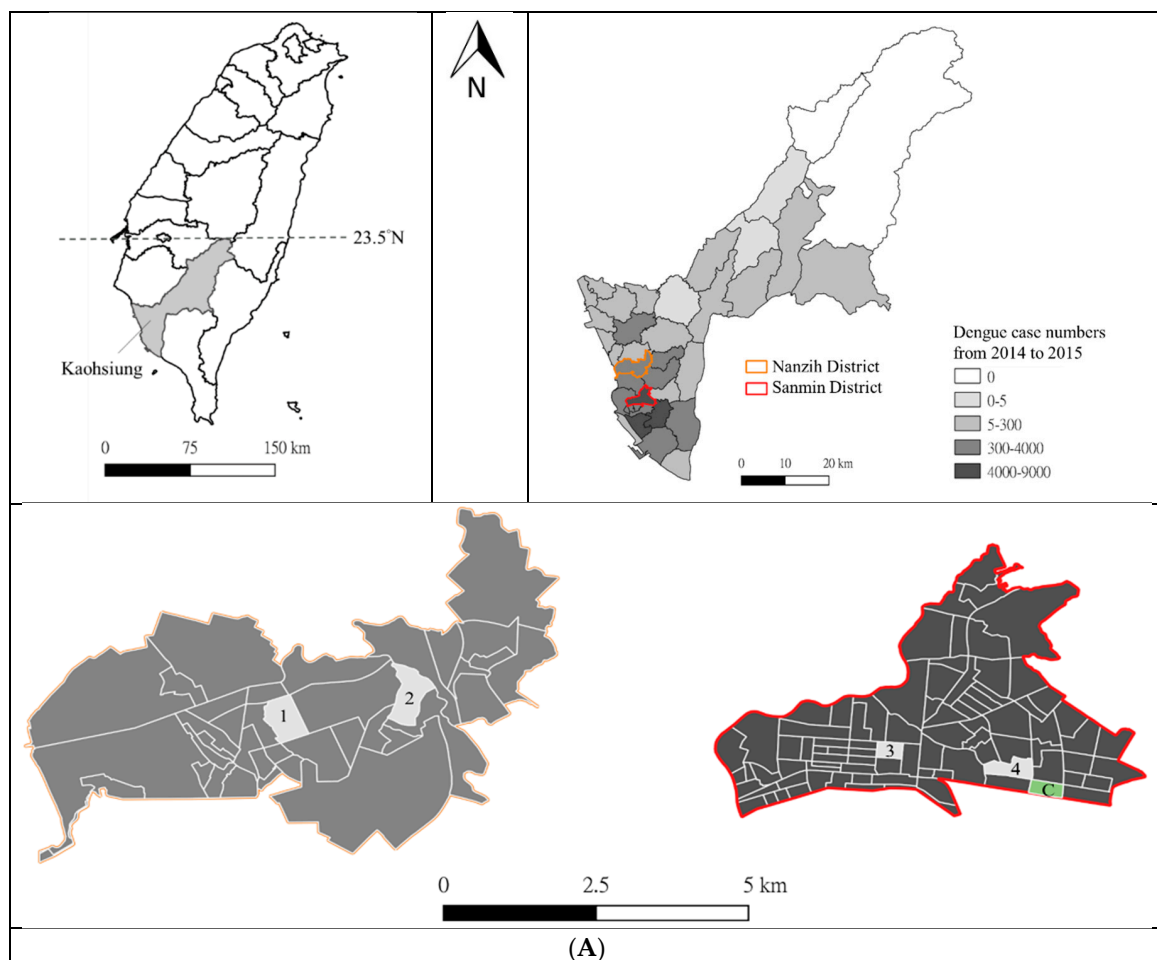 23.5°N
Kaohsiung
0 75 150 km
N
Nanzih District
Sanmin District
0 10 20 km
Dengue case numbers
from 2014 to 2015
0
0-5
5-300
300-4000
4000-9000
1
2
3
4
C
0 2.5 5 km
(A)